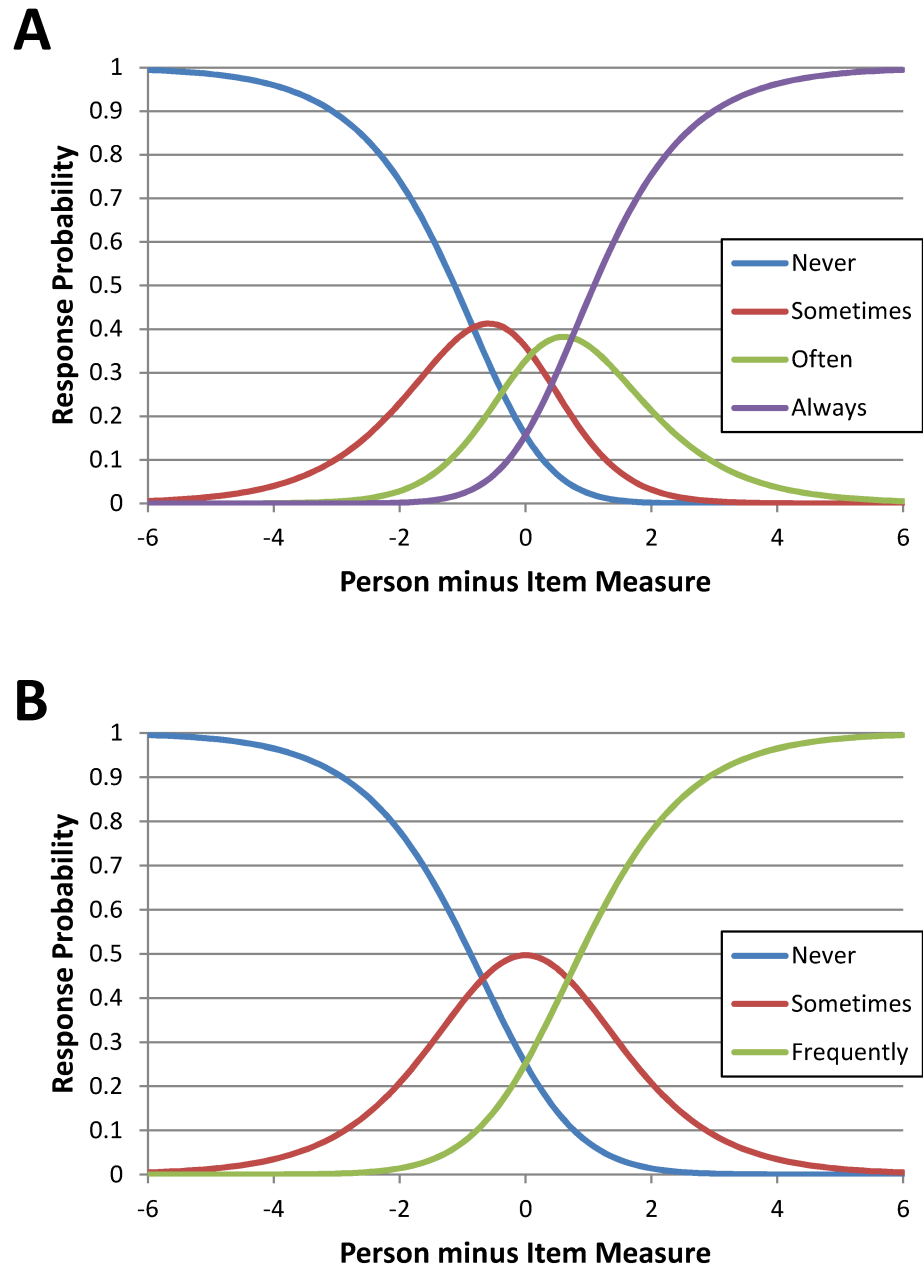 A
1
0.9
0.8
0.7
0.6
0.5
0.4
0.3
0.2
0.1
0
Response Probability
-6 -4 -2 0 2 4 6
Person minus Item Measure
Never
Sometimes
Often
Always
B
1
0.9
0.8
0.7
0.6
0.5
0.4
0.3
0.2
0.1
0
Response Probability
-6 -4 -2 0 2 4 6
Person minus Item Measure
Never
Sometimes
Frequently